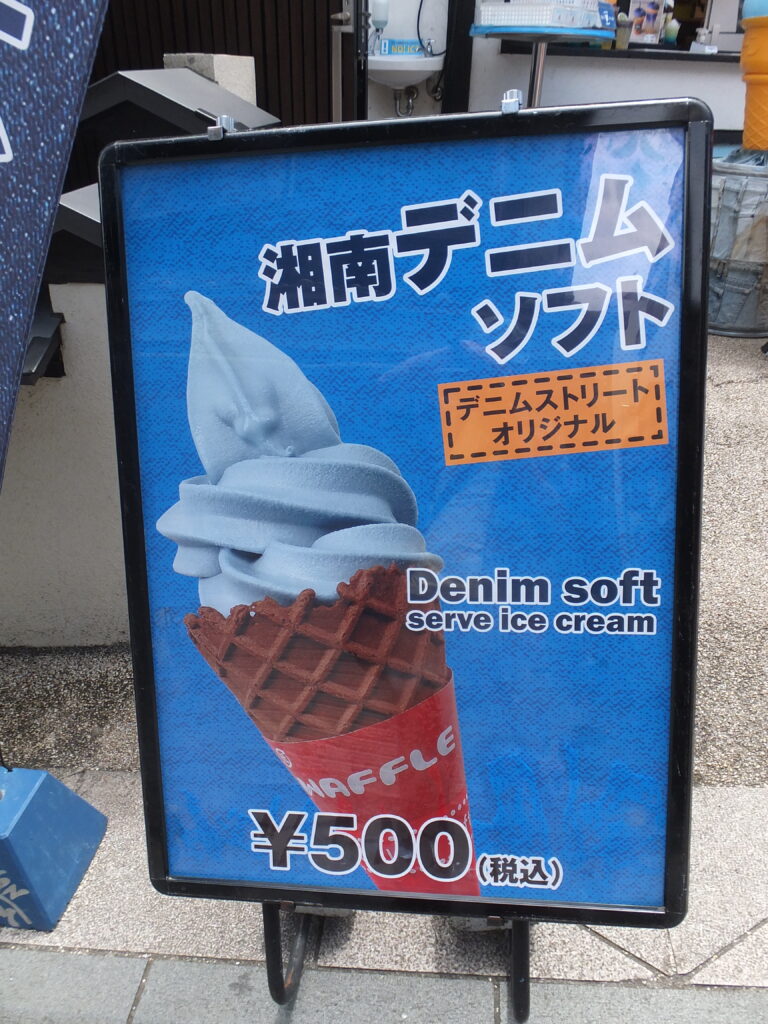 湘南デニム
ソフト
デニムストリート
オリジナル
Denim soft
serve ice cream
WAFFLE
¥500(税込)